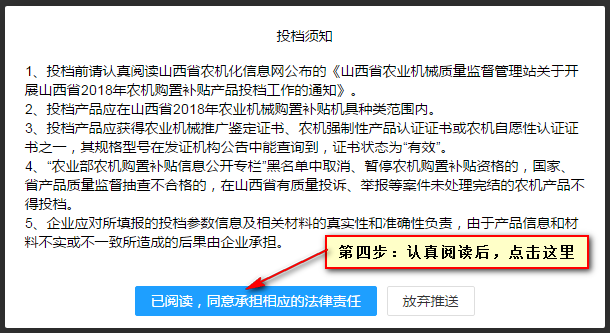 投档须知
1、投档前请认真阅读山西省农机化信息网公布的《山西省农业机械质量监督管理站关于开
展山西省2018年农机购置补贴产品投档工作的通知》。
2、投档产品应在山西省2018年农业机械购置补贴机具种类范围内。
3、投档产品应获得农业机械推广鉴定证书、农机强制性产品认证证书或农机自愿性认证证
书之一，其规格型号在发证机构公告中能查询到，证书状态为“有效”。
4、“农业部农机购置补贴信息公开专栏”黑名单中取消、暂停农机购置补贴资格的，国家、
省产品质量监督抽查不合格的，在山西省有质量投诉、举报等案件未处理完结的农机产品不
得投档。
5、企业应对所填报的投档参数信息及相关材料的真实性和准确性负责，由于产品信息和材
料不实或不一致所造成的后果由企业承担。
第四步：认真阅读后，点击这里
已阅读，同意承担相应的法律责任
放弃推送